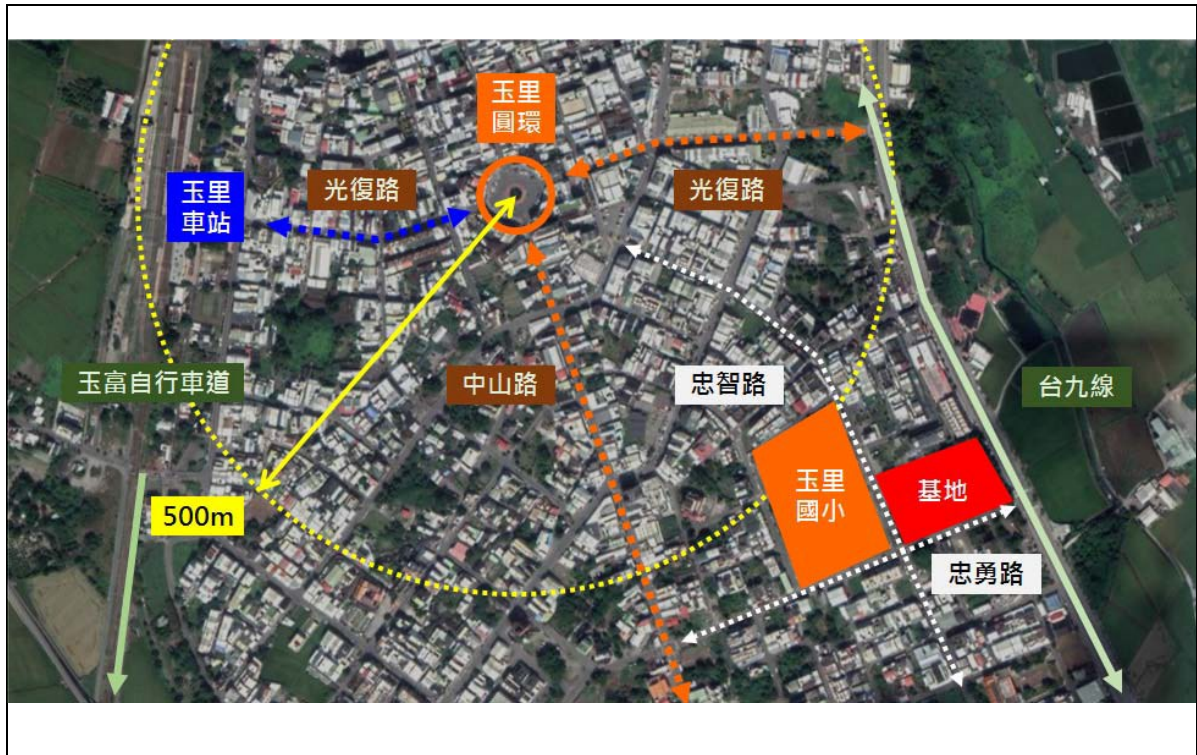 玉里
圓環
玉里
車站
光復路
光復路
玉富自行車道
中山路
忠智路
台九線
玉里
國小
基地
500m
忠勇路